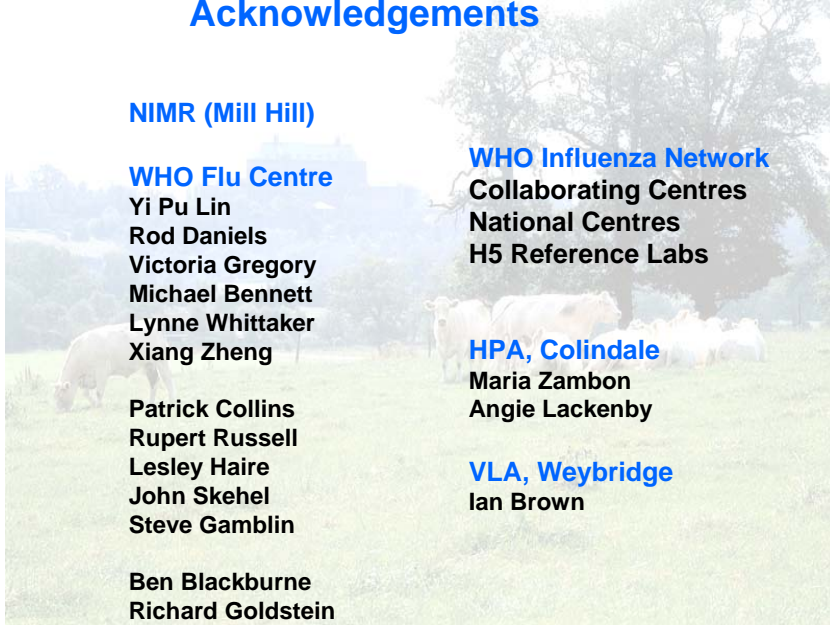 Acknowledgements
NIMR (Mill Hill)
WHO Flu Centre
Yi Pu Lin
Rod Daniels
Victoria Gregory
Michael Bennett
Lynne Whittaker
Xiang Zheng
Patrick Collins
Rupert Russell
Lesley Haire
John Skehel
Steve Gamblin
Ben Blackburne
Richard Goldstein
WHO Influenza Network
Collaborating Centres
National Centres
H5 Reference Labs
HPA, Colindale
Maria Zambon
Angie Lackenby
VLA, Weybridge
Ian Brown